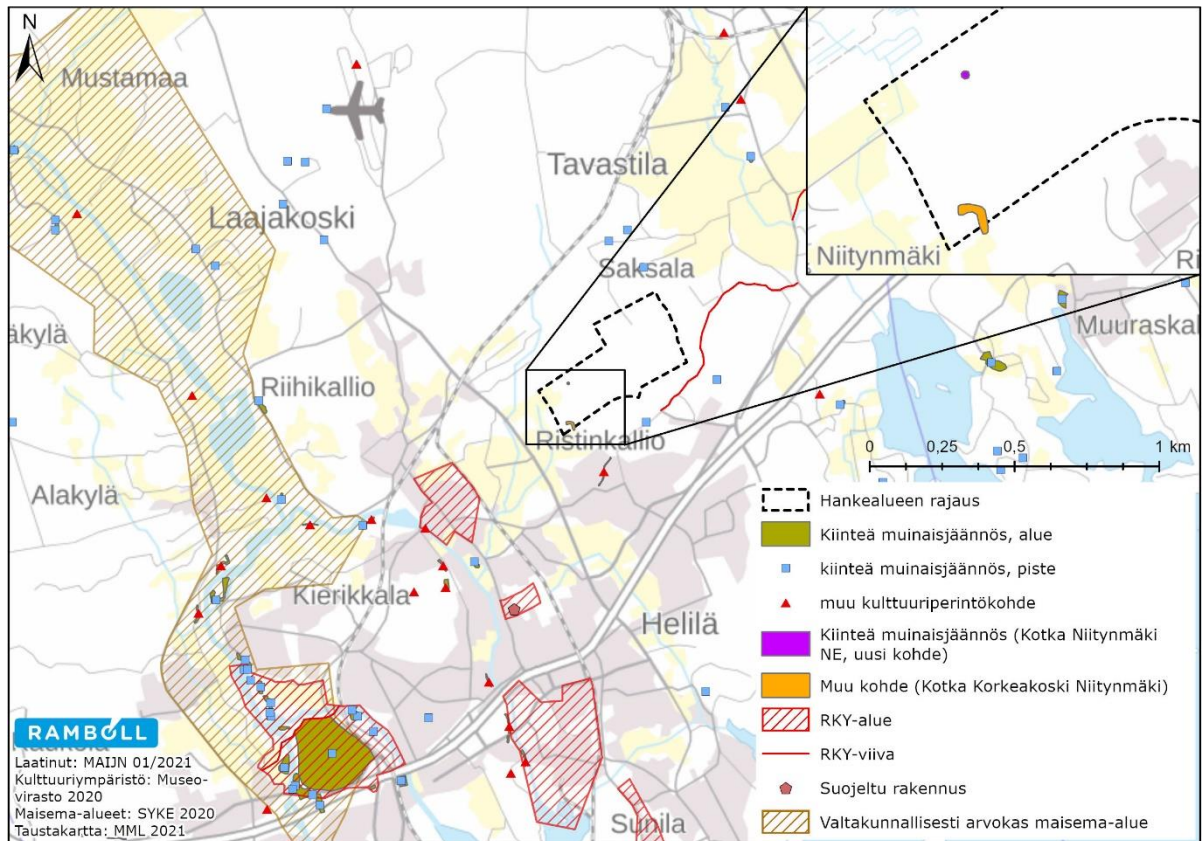 N
Mustamaa
Tavastila
Laajakoski
Saksala
Niitynmäki
Ri
Muuraska
äkylä
Riihikallio
Ristinkallio
Alakylä
Kierikkala
Helilä
Sunila
0 0,25 0,5 1 km
Hankealueen rajaus
Kiinteä muinaisjäännös, alue
kiinteä muinaisjäännös, piste
muu kulttuuriperintökohde
Kiinteä muinaisjäännös (Kotka Niitynmäki
NE, uusi kohde)
Muu kohde (Kotka Korkeakoski Niitynmäki)
RKY-alue
RKY-viiva
Suojeltu rakennus
Valtakunnallisesti arvokas maisema-alue
RAMBOLL
Laatinut: MAIJN 01/2021
Kulttuuriympäristö: Museo-
virasto 2020
Maisema-alueet: SYKE 2020
Taustakartta: MML 2021